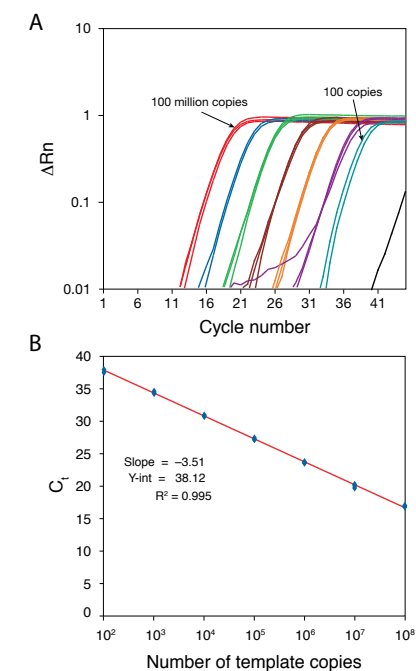 A
10
1
0.1
0.01
ΔRn
100 million copies
100 copies
1 6 11 16 21 26 31 36 41
Cycle number
B
40
35
30
25
20
15
10
5
0
Ct
Slope = –3.51
Y-int = 38.12
R² = 0.995
10² 10³ 10⁴ 10⁵ 10⁶ 10⁷ 10⁸
Number of template copies